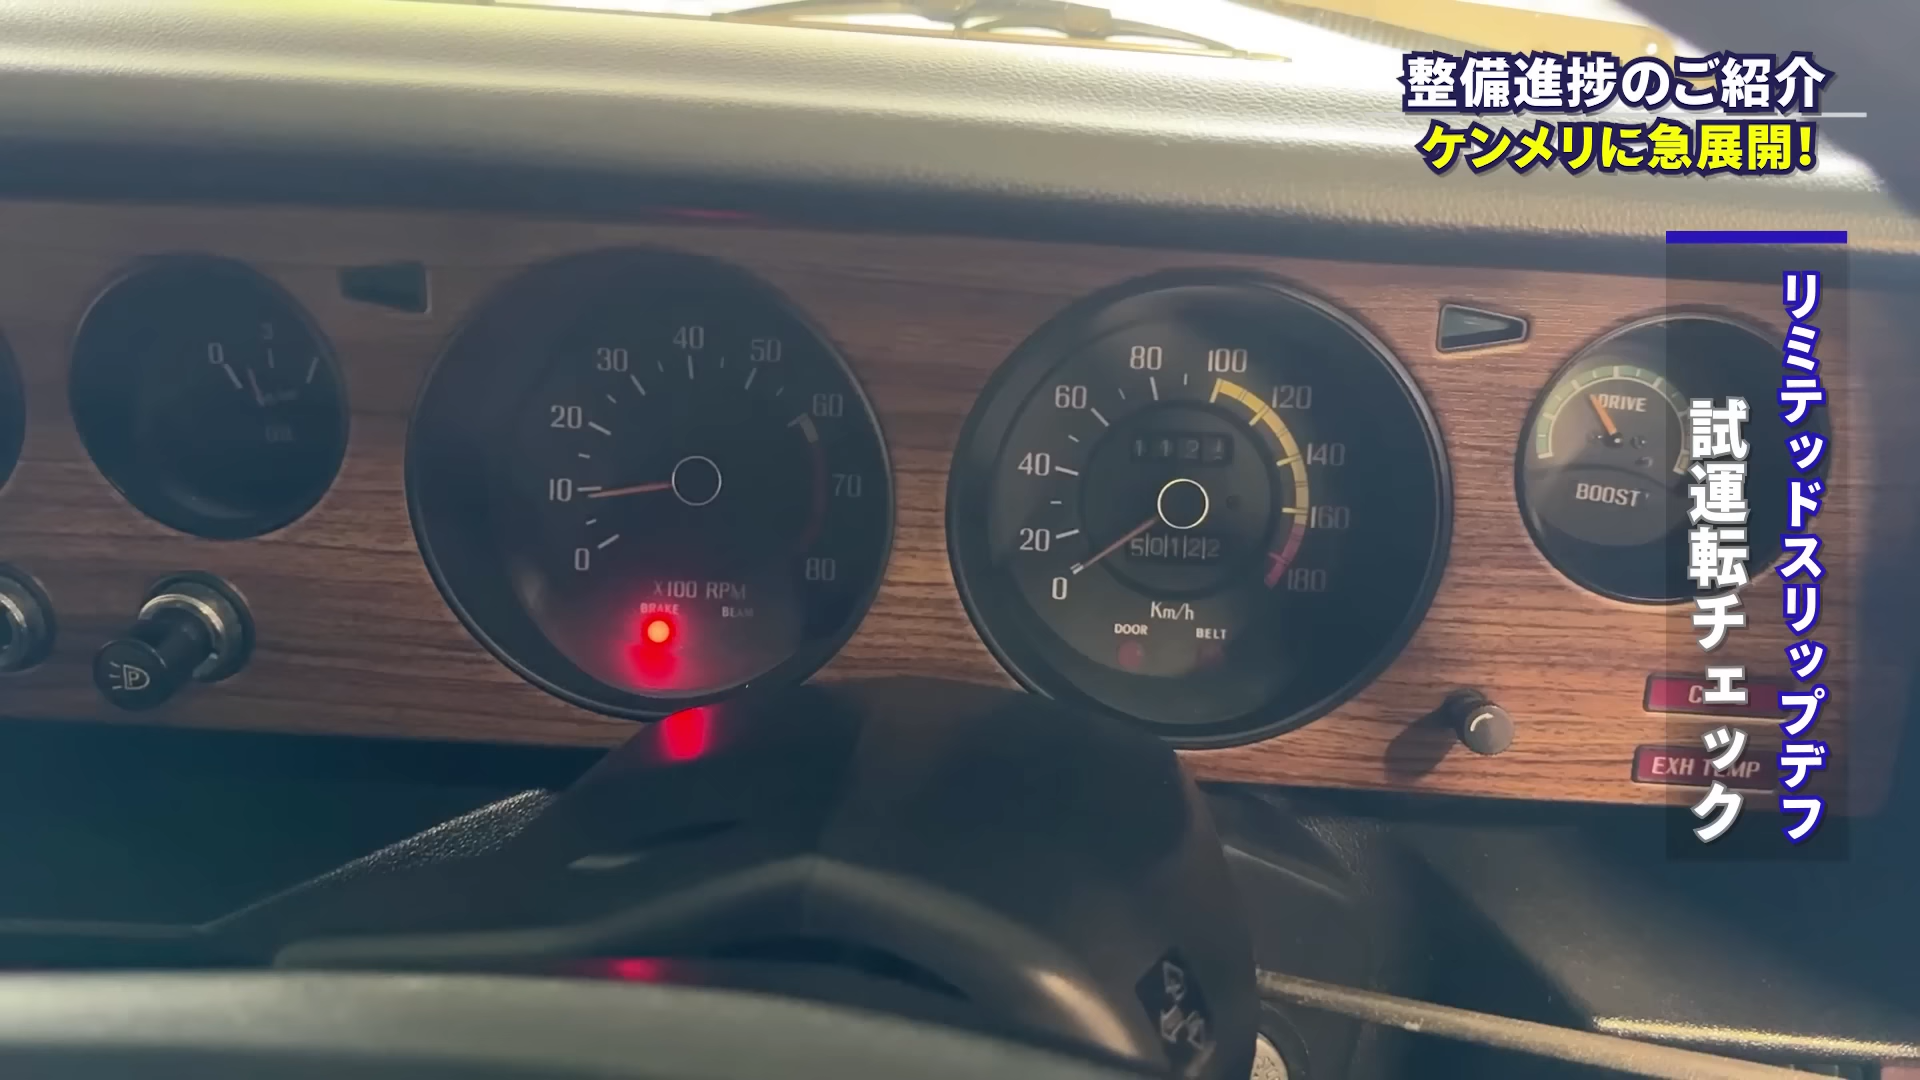 整備進捗のご紹介
ケンメリに急展開!
リミテッドスリップデフ
試運転チェック
0
3
0
10
20
30
40
50
60
70
80
X100 RPM
BRAKE
BEAM
0
20
40
60
80
100
120
140
160
180
50122
Km/h
DOOR
BELT
DRIVE
BOOST
EXH TEMP
P